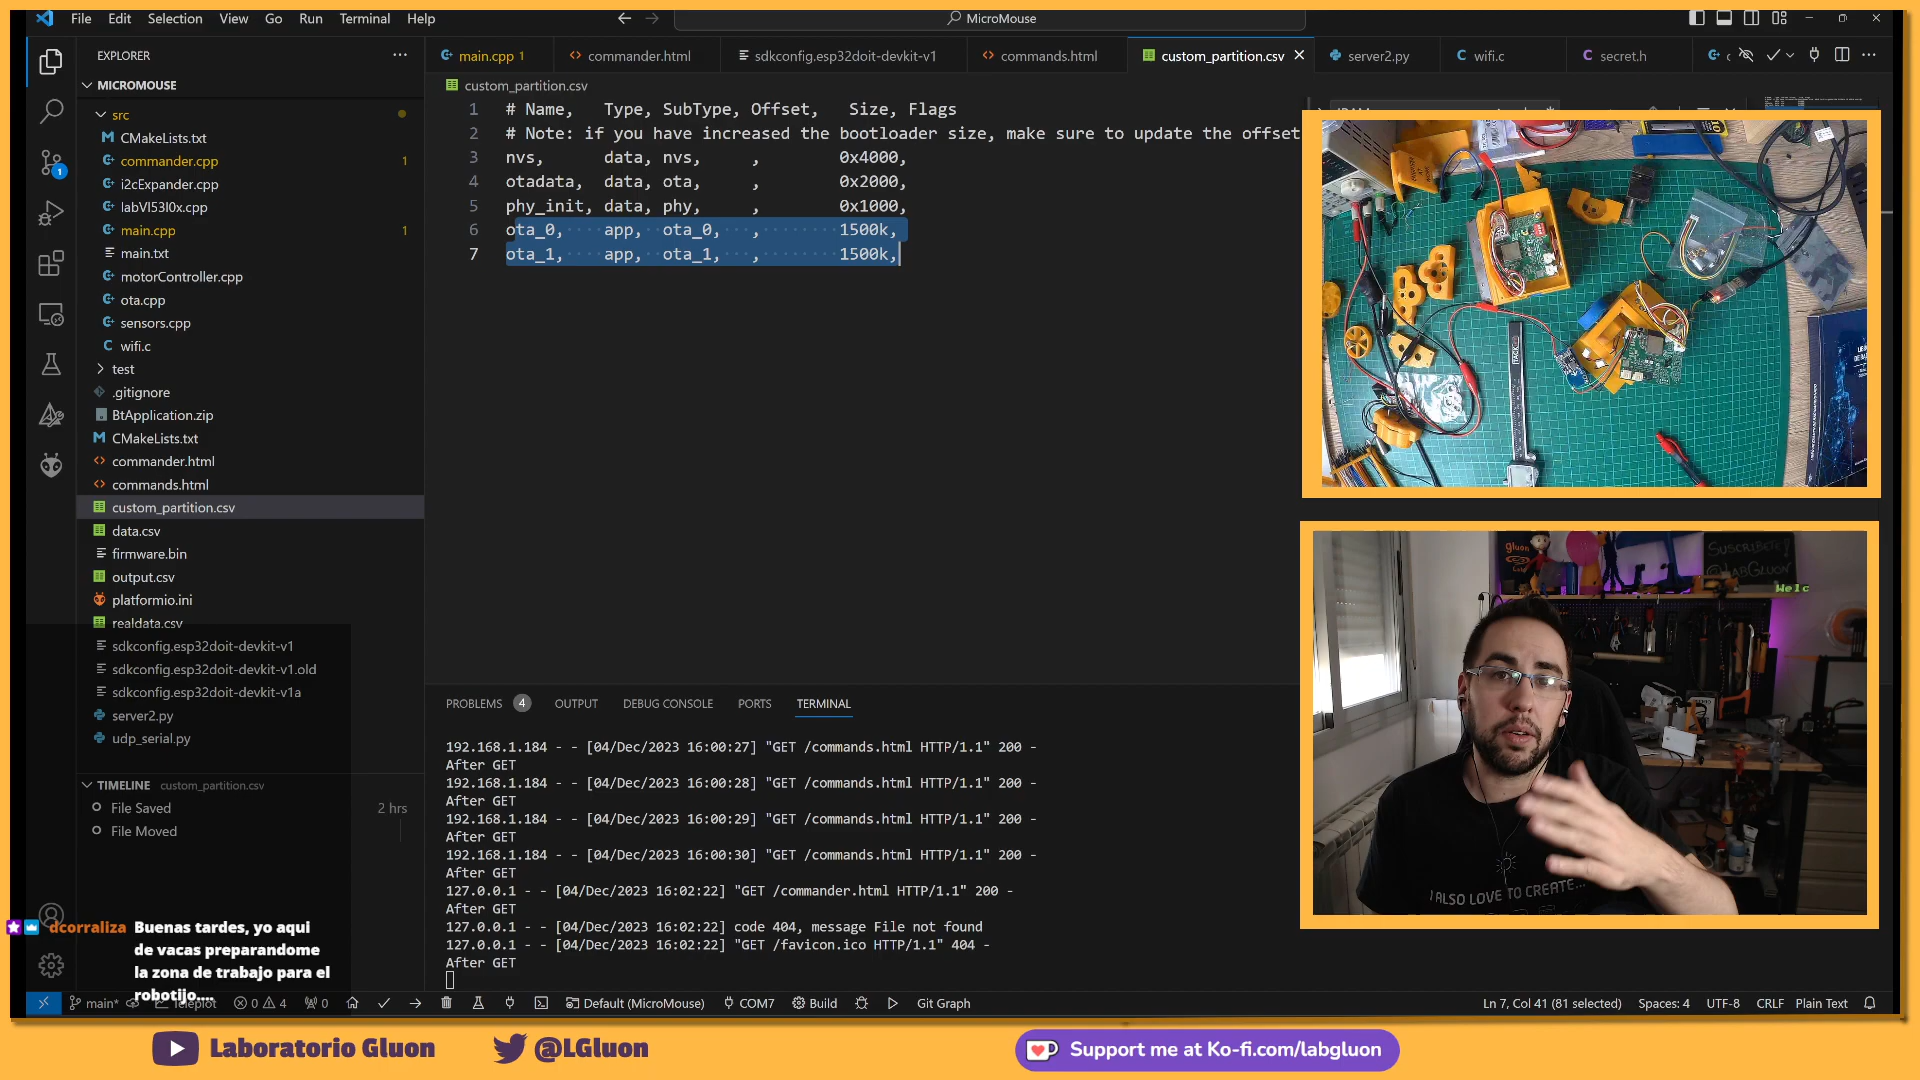 File Edit Selection View Go Run Terminal Help
MicroMouse
EXPLORER
MICROMOUSE
src
CMakeLists.txt
commander.cpp 1
i2cExpander.cpp
labVl53l0x.cpp
main.cpp 1
main.txt
motorController.cpp
ota.cpp
sensors.cpp
wifi.c
test
.gitignore
BtApplication.zip
CMakeLists.txt
commander.html
commands.html
custom_partition.csv
data.csv
firmware.bin
output.csv
platformio.ini
realdata.csv
sdkconfig.esp32doit-devkit-v1
sdkconfig.esp32doit-devkit-v1.old
sdkconfig.esp32doit-devkit-v1a
server2.py
udp_serial.py
TIMELINE custom_partition.csv
File Saved 2 hrs
File Moved
dcorraliza Buenas tardes, yo aqui
de vacas preparandome
la zona de trabajo para el
robotijo....
main.cpp 1 commander.html sdkconfig.esp32doit-devkit-v1 commands.html custom_partition.csv server2.py wifi.c secret.h
custom_partition.csv
1 # Name, Type, SubType, Offset, Size, Flags
2 # Note: if you have increased the bootloader size, make sure to update the offset
3 nvs, data, nvs, , 0x4000,
4 otadata, data, ota, , 0x2000,
5 phy_init, data, phy, , 0x1000,
6 ota_0, app, ota_0, , 1500k,
7 ota_1, app, ota_1, , 1500k,
PROBLEMS 4 OUTPUT DEBUG CONSOLE PORTS TERMINAL
192.168.1.184 - - [04/Dec/2023 16:00:27] "GET /commands.html HTTP/1.1" 200 -
After GET
192.168.1.184 - - [04/Dec/2023 16:00:28] "GET /commands.html HTTP/1.1" 200 -
After GET
192.168.1.184 - - [04/Dec/2023 16:00:29] "GET /commands.html HTTP/1.1" 200 -
After GET
192.168.1.184 - - [04/Dec/2023 16:00:30] "GET /commands.html HTTP/1.1" 200 -
After GET
127.0.0.1 - - [04/Dec/2023 16:02:22] "GET /commander.html HTTP/1.1" 200 -
After GET
127.0.0.1 - - [04/Dec/2023 16:02:22] code 404, message File not found
127.0.0.1 - - [04/Dec/2023 16:02:22] "GET /favicon.ico HTTP/1.1" 404 -
After GET
gluon
SUSCRIBETE!
@LABGLUON
Welc
I ALSO LOVE TO CREATE...
main* Teleplot 0 4 0 Default (MicroMouse) COM7 Build Git Graph Ln 7, Col 41 (81 selected) Spaces: 4 UTF-8 CRLF Plain Text
Laboratorio Gluon @LGluon Support me at Ko-fi.com/labgluon